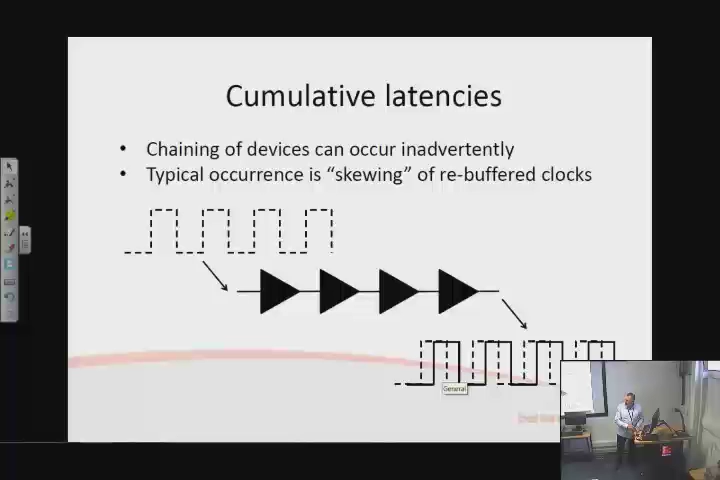 Cumulative latencies
• Chaining of devices can occur inadvertently
• Typical occurrence is “skewing” of re-buffered clocks
General